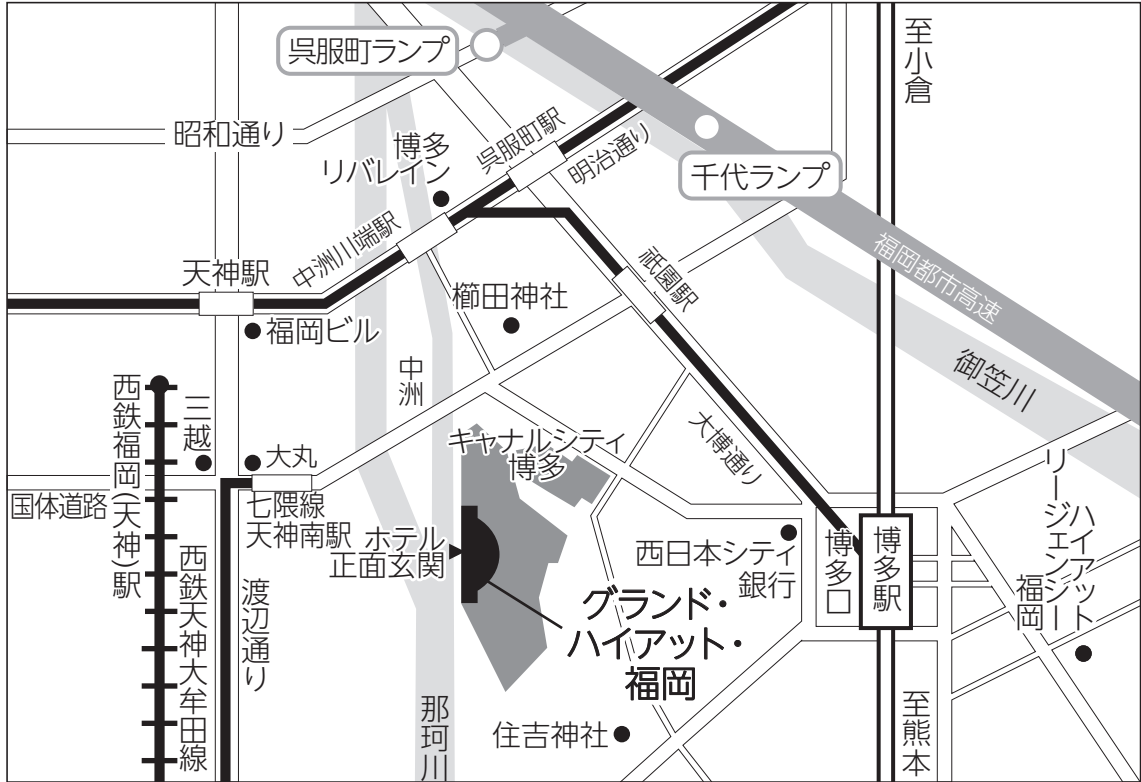 呉服町ランプ
至小倉
昭和通り
博多
リバレイン
呉服町駅
明治通り
千代ランプ
中洲川端駅
天神駅
祇園駅
福岡都市高速
櫛田神社
福岡ビル
御笠川
中洲
西鉄福岡(天神)駅
三越
大丸
キャナルシティ
博多
大博通り
国体道路
七隈線
天神南駅
ホテル
正面玄関
西日本シティ
銀行
博多口
博多駅
ハイアット
リージェンシー
福岡
西鉄天神大牟田線
渡辺通り
グランド・
ハイアット・
福岡
那珂川
住吉神社
至熊本